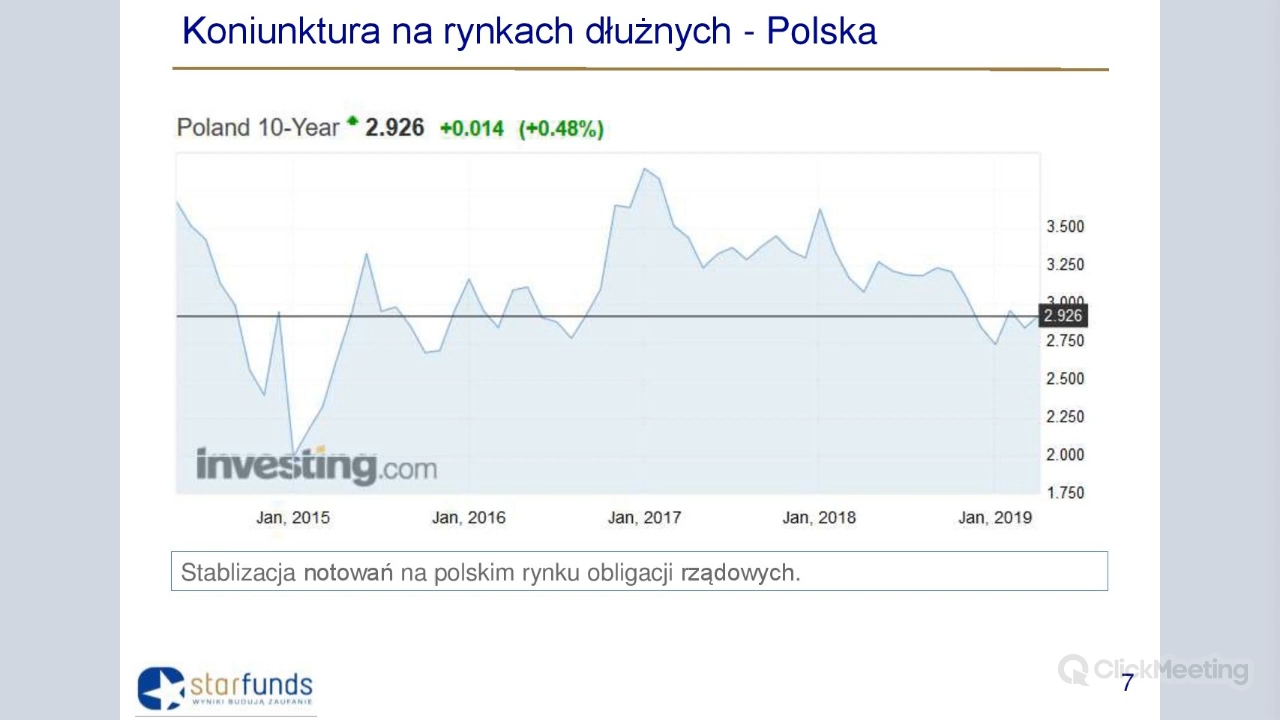 Koniunktura na rynkach dłużnych - Polska
Poland 10-Year 2.926 +0.014 (+0.48%)
3.500
3.250
3.000
2.926
2.750
2.500
2.250
2.000
1.750
investing.com
Jan, 2015 Jan, 2016 Jan, 2017 Jan, 2018 Jan, 2019
Stablizacja notowań na polskim rynku obligacji rządowych.
starfunds
WYNIKI BUDUJĄ ZAUFANIE
ClickMeeting
7